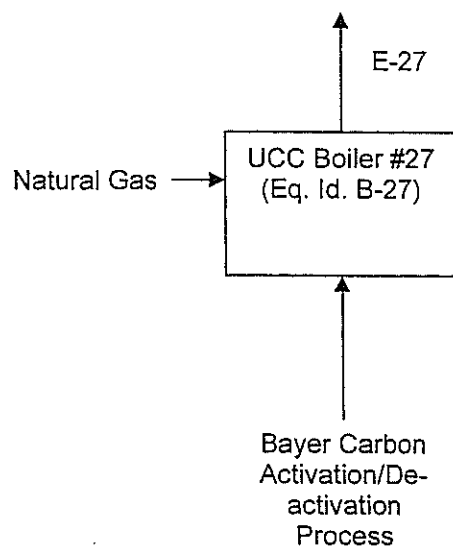 E-27
UCC Boiler #27
(Eq. Id. B-27)
Natural Gas
Bayer Carbon
Activation/De-
activation
Process